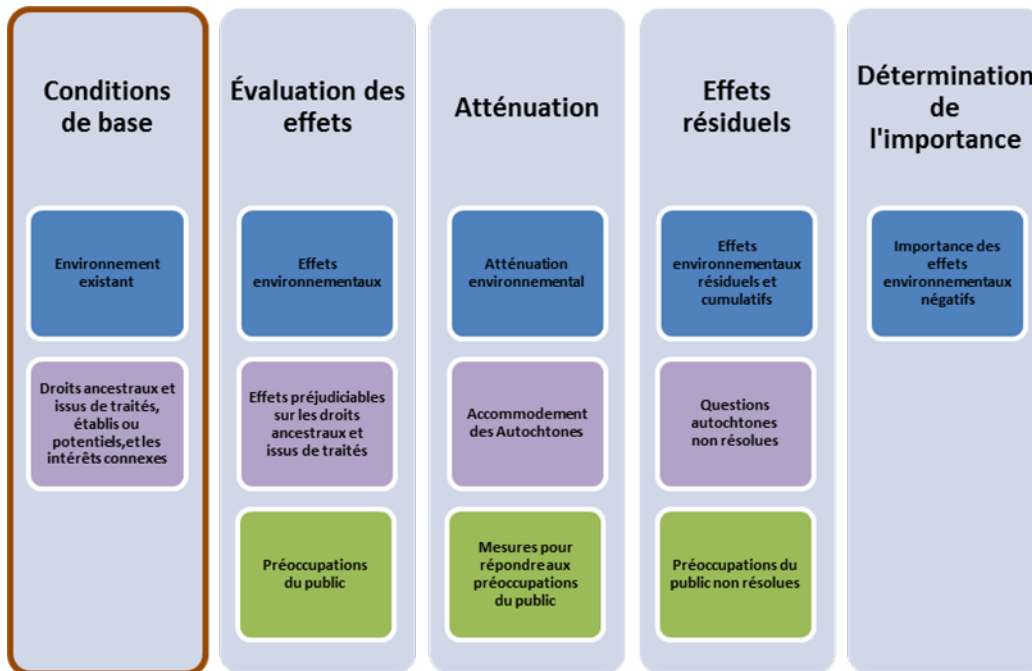 Conditions
de base
Environnement
existant
Droits ancestraux et
issus de traités,
établis ou
potentiels,et les
intérêts connexes
Évaluation des
effets
Effets
environnementaux
Effets préjudiciables
sur les droits
ancestraux et
issus de traités
Préoccupations
du public
Atténuation
Atténuation
environnemental
Accommodement
des Autochtones
Mesures pour
répondre aux
préoccupations
du public
Effets
résiduels
Effets
environnementaux
résiduels et
cumulatifs
Questions
autochtones
non résolues
Préoccupations du
public non résolues
Détermination
de
l'importance
Importance des
effets
environnementaux
négatifs